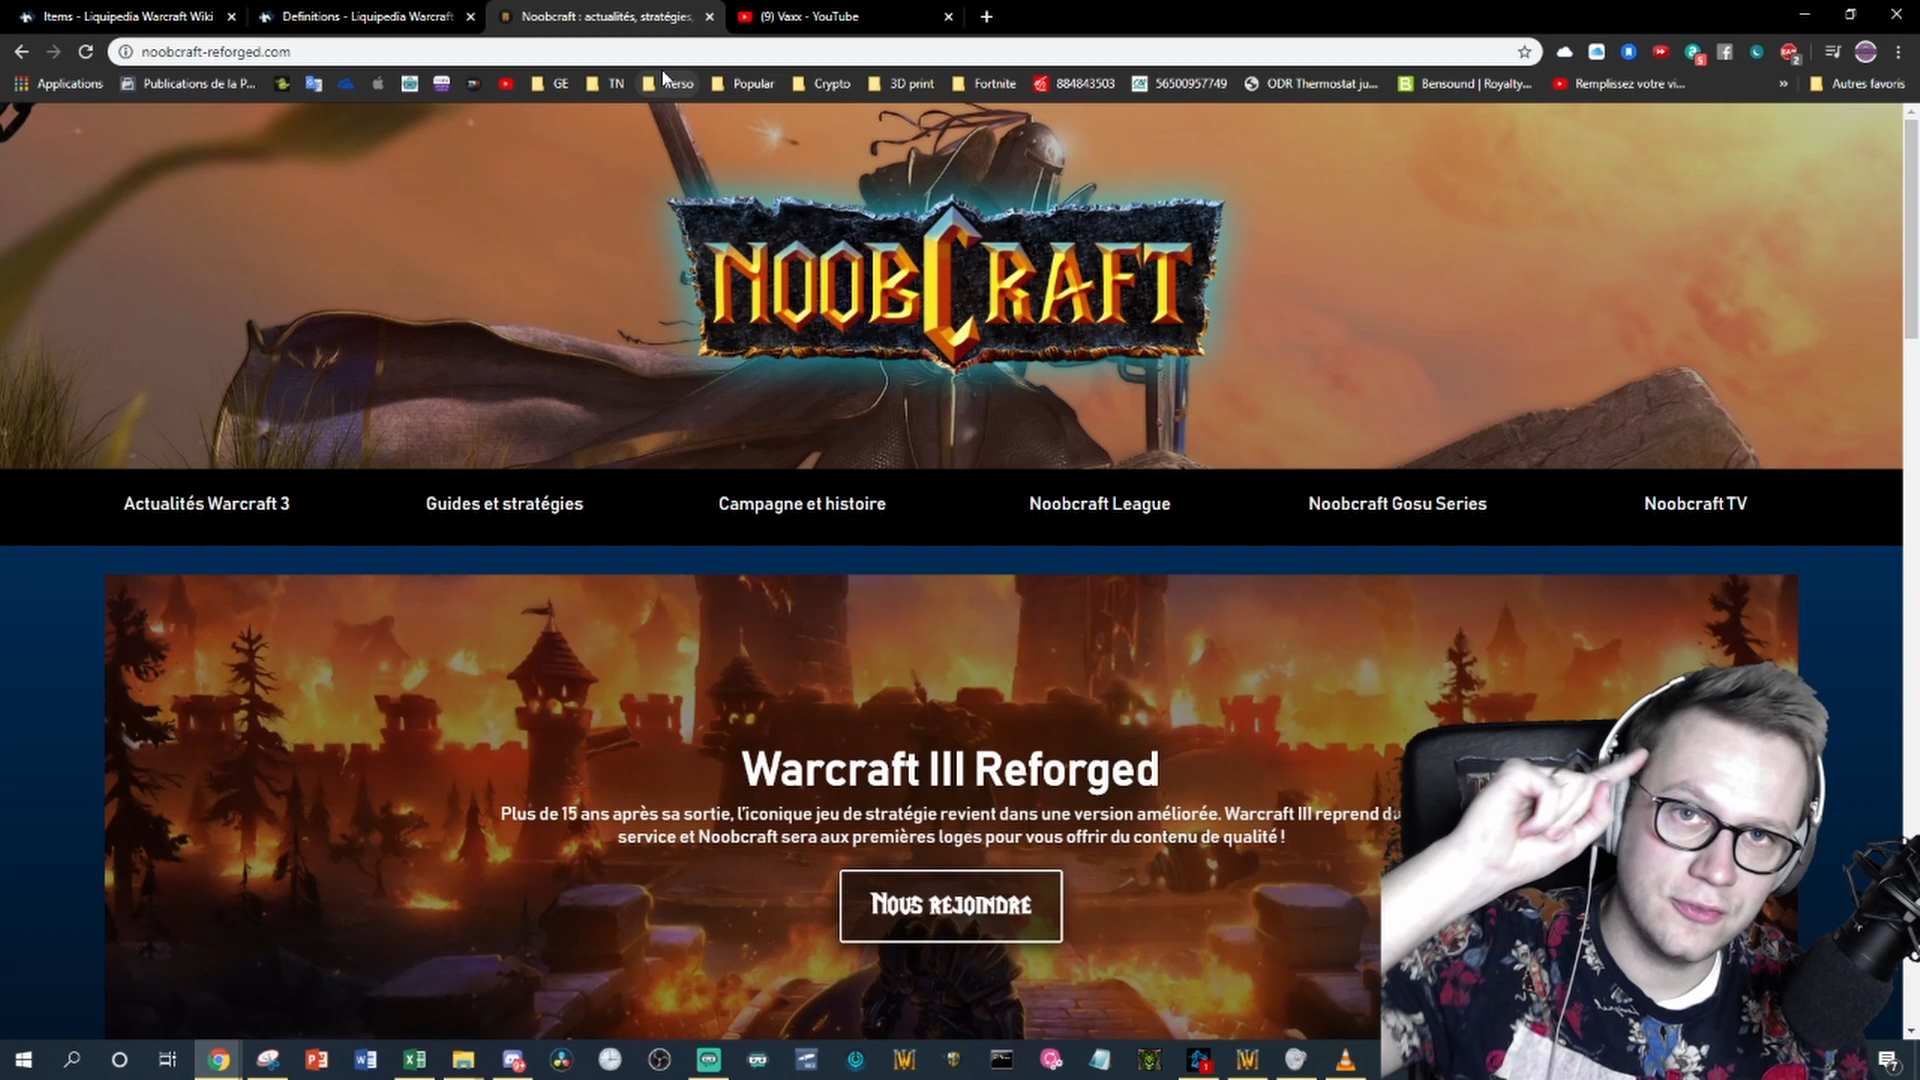 Items - Liquipedia Warcraft Wiki
Definitions - Liquipedia Warcraft
Noobcraft : actualités, stratégies,
(9) Vaxx - YouTube
noobcraft-reforged.com
Applications
Publications de la P...
GE
TN
erso
Popular
Crypto
3D print
Fortnite
884843503
56500957749
ODR Thermostat ju...
Bensound | Royalty...
Remplissez votre vi...
Autres favoris
NOOBCRAFT
Actualités Warcraft 3
Guides et stratégies
Campagne et histoire
Noobcraft League
Noobcraft Gosu Series
Noobcraft TV
Warcraft III Reforged
Plus de 15 ans après sa sortie, l'iconique jeu de stratégie revient dans une version améliorée. Warcraft III reprend du
service et Noobcraft sera aux premières loges pour vous offrir du contenu de qualité !
NOUS REJOINDRE